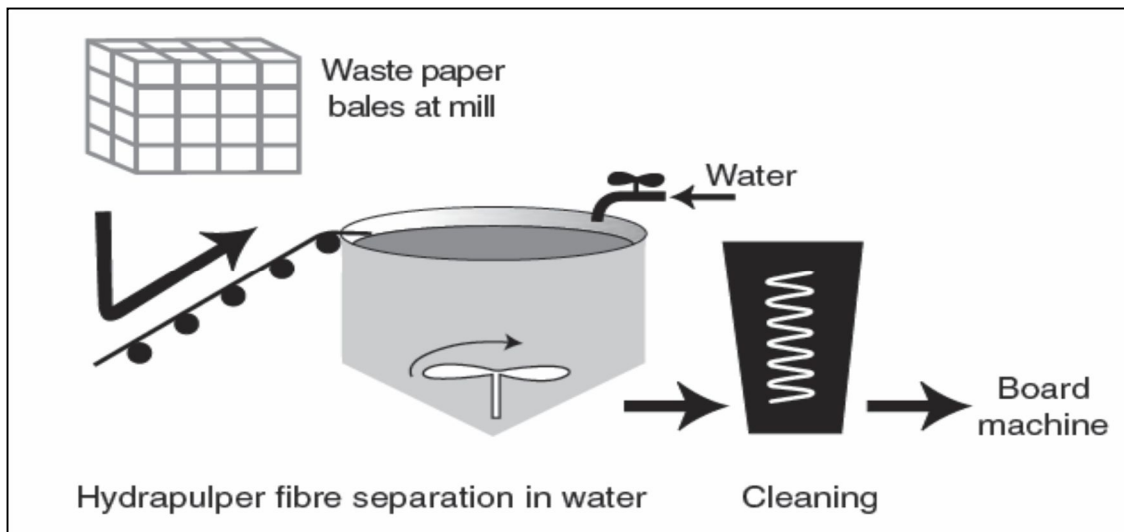 Waste paper
bales at mill
Water
Board
machine
Hydrapulper fibre separation in water
Cleaning